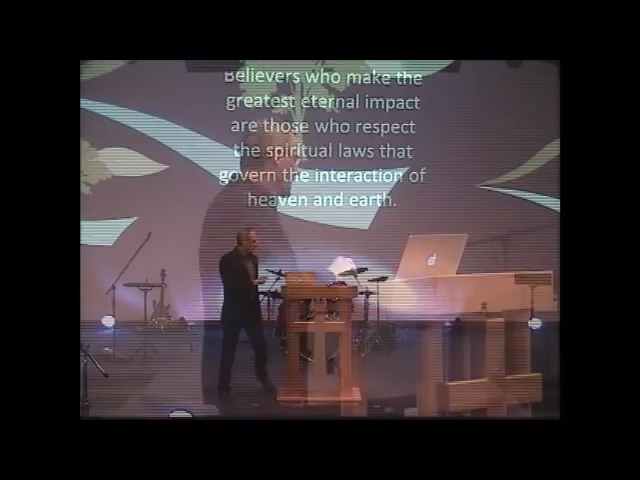 Believers who make the
greatest eternal impact
are those who respect
the spiritual laws that
govern the interaction of
heaven and earth.